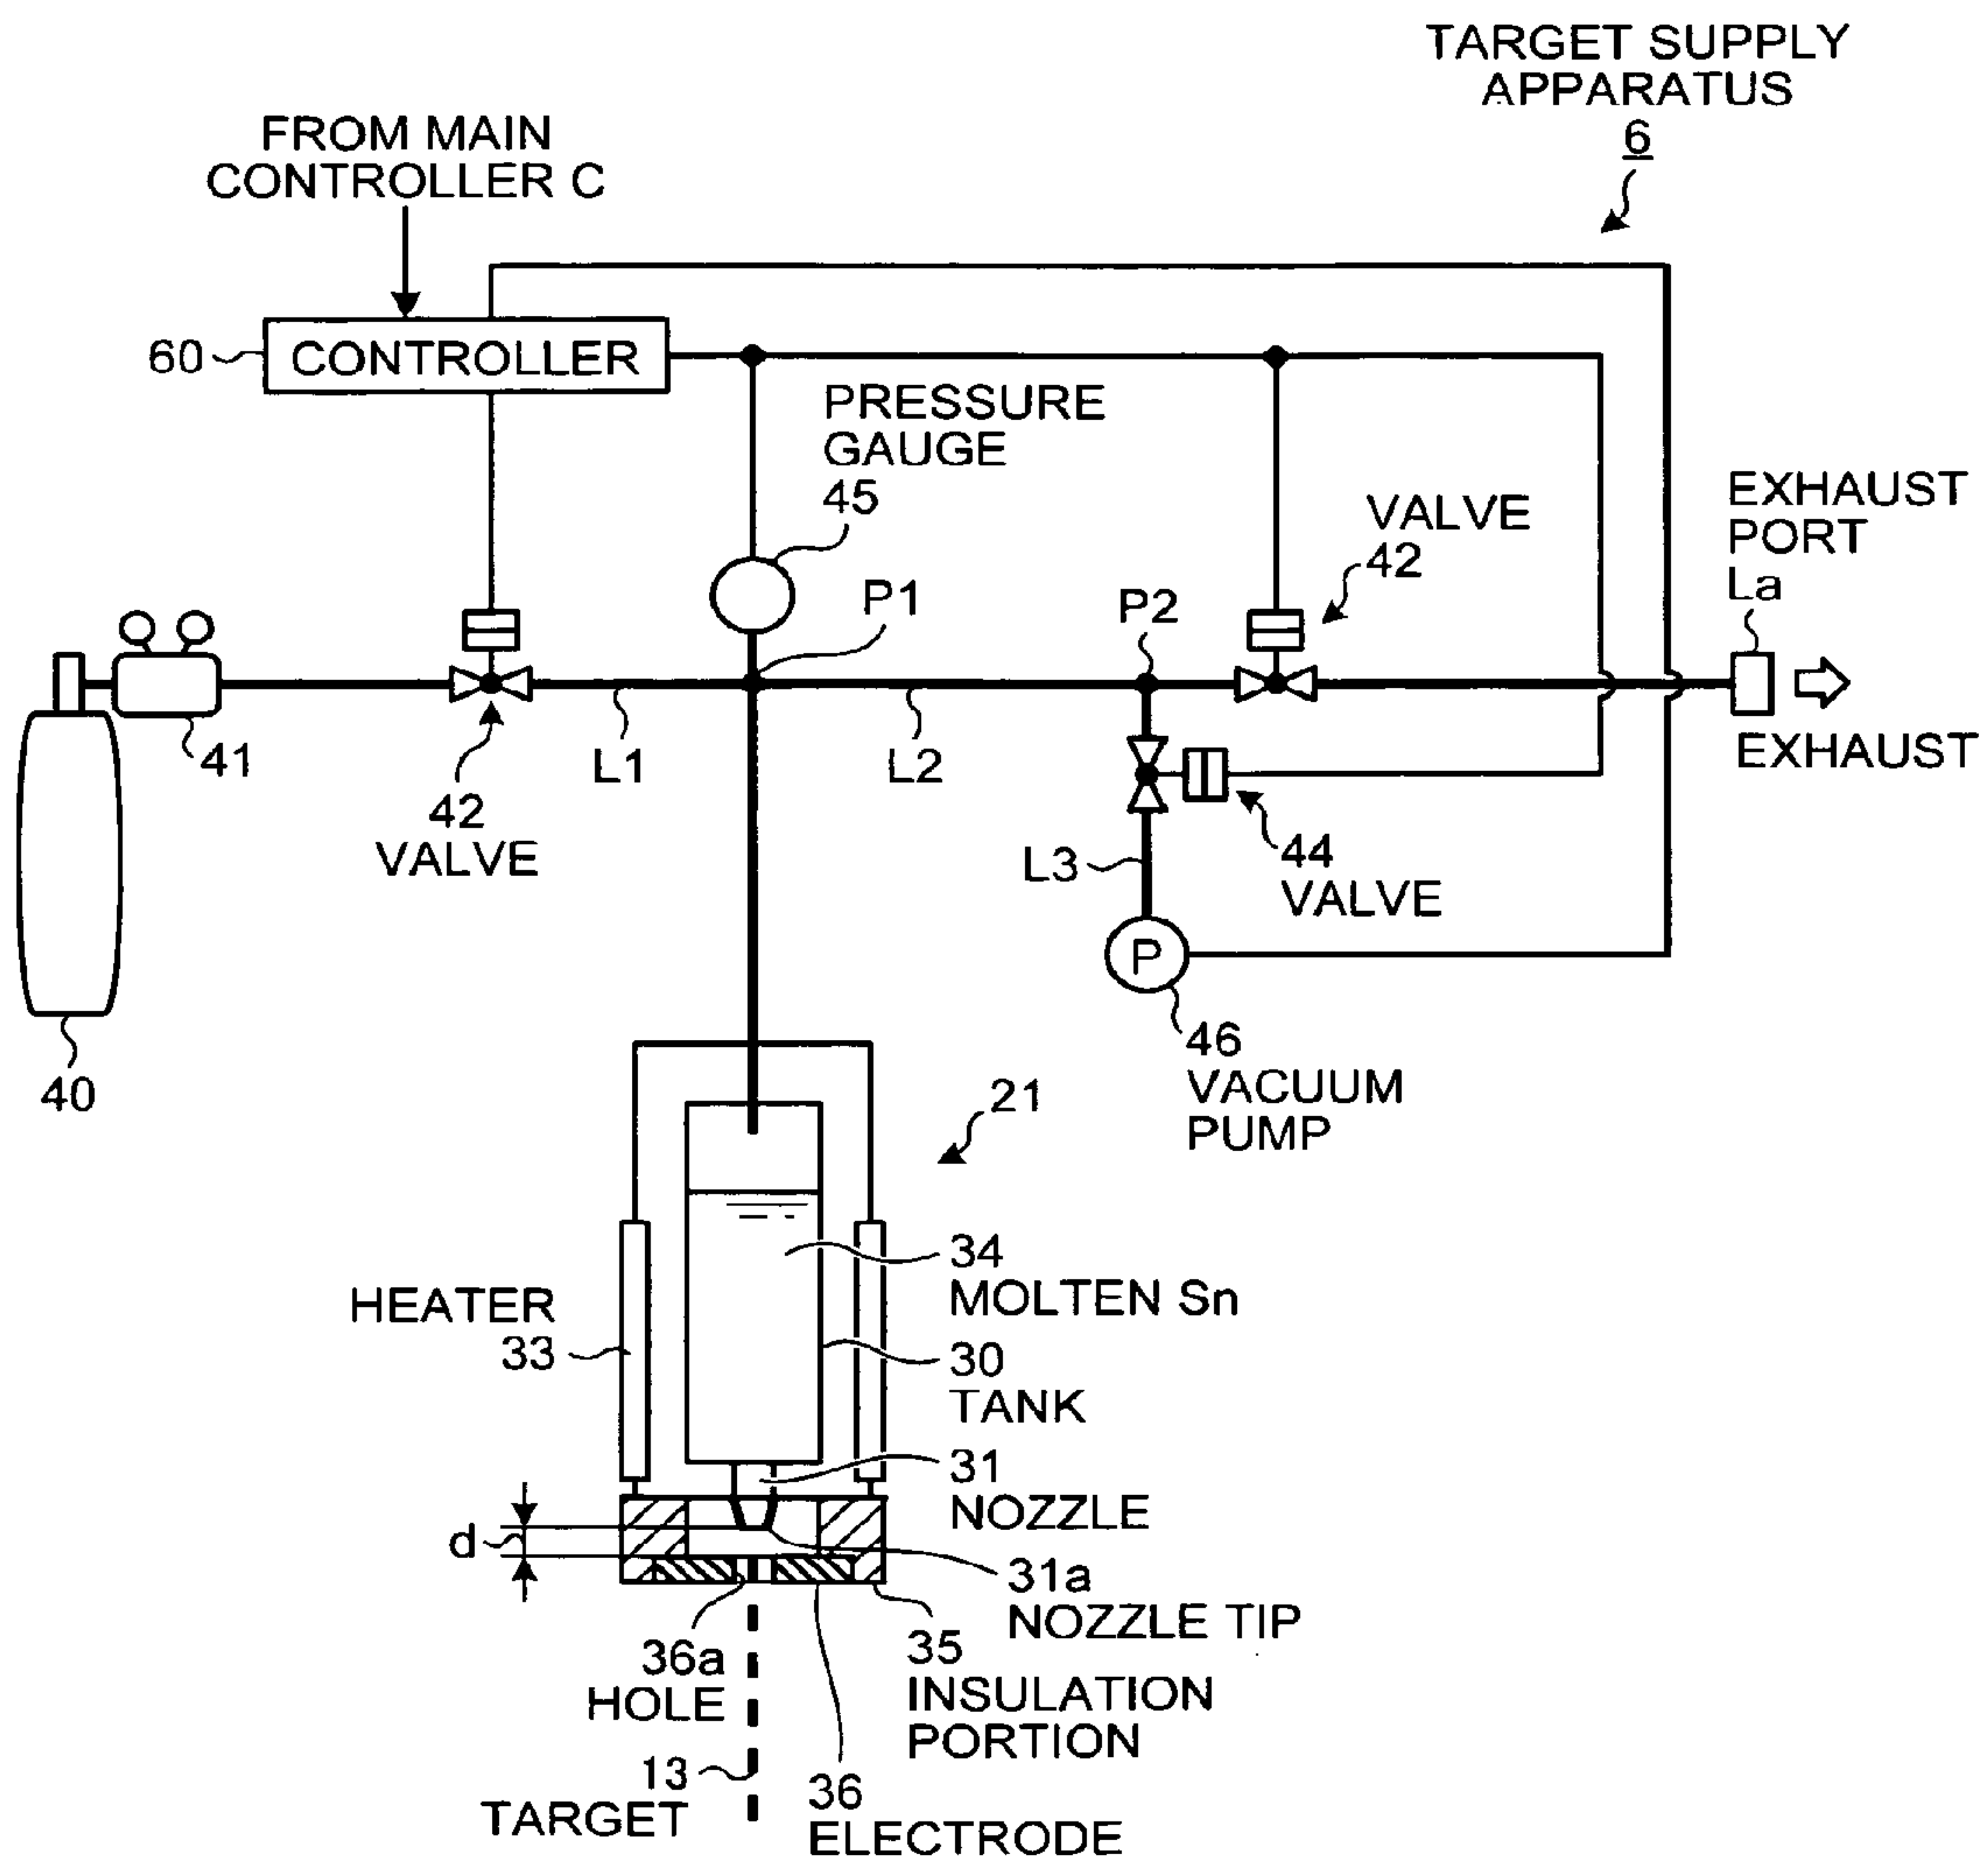 TARGET SUPPLY
APPARATUS
6
FROM MAIN
CONTROLLER C
60
CONTROLLER
PRESSURE
GAUGE
45
VALVE
42
EXHAUST
PORT
La
P1
P2
41
L1
L2
EXHAUST
42
VALVE
L3
44
VALVE
P
40
46
VACUUM
PUMP
21
34
MOLTEN Sn
HEATER
33
30
TANK
31
NOZZLE
d
31a
NOZZLE TIP
36a
HOLE
35
INSULATION
PORTION
13
TARGET
36
ELECTRODE